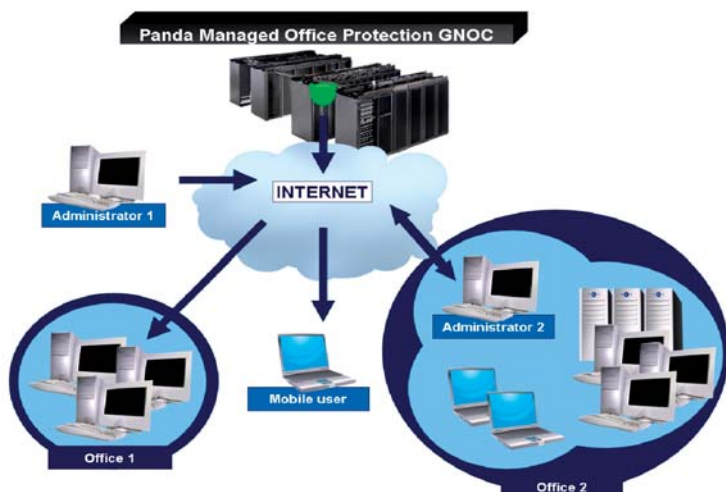 Panda Managed Office Protection GNOC
INTERNET
Administrator 1
Administrator 2
Mobile user
Office 1
Office 2